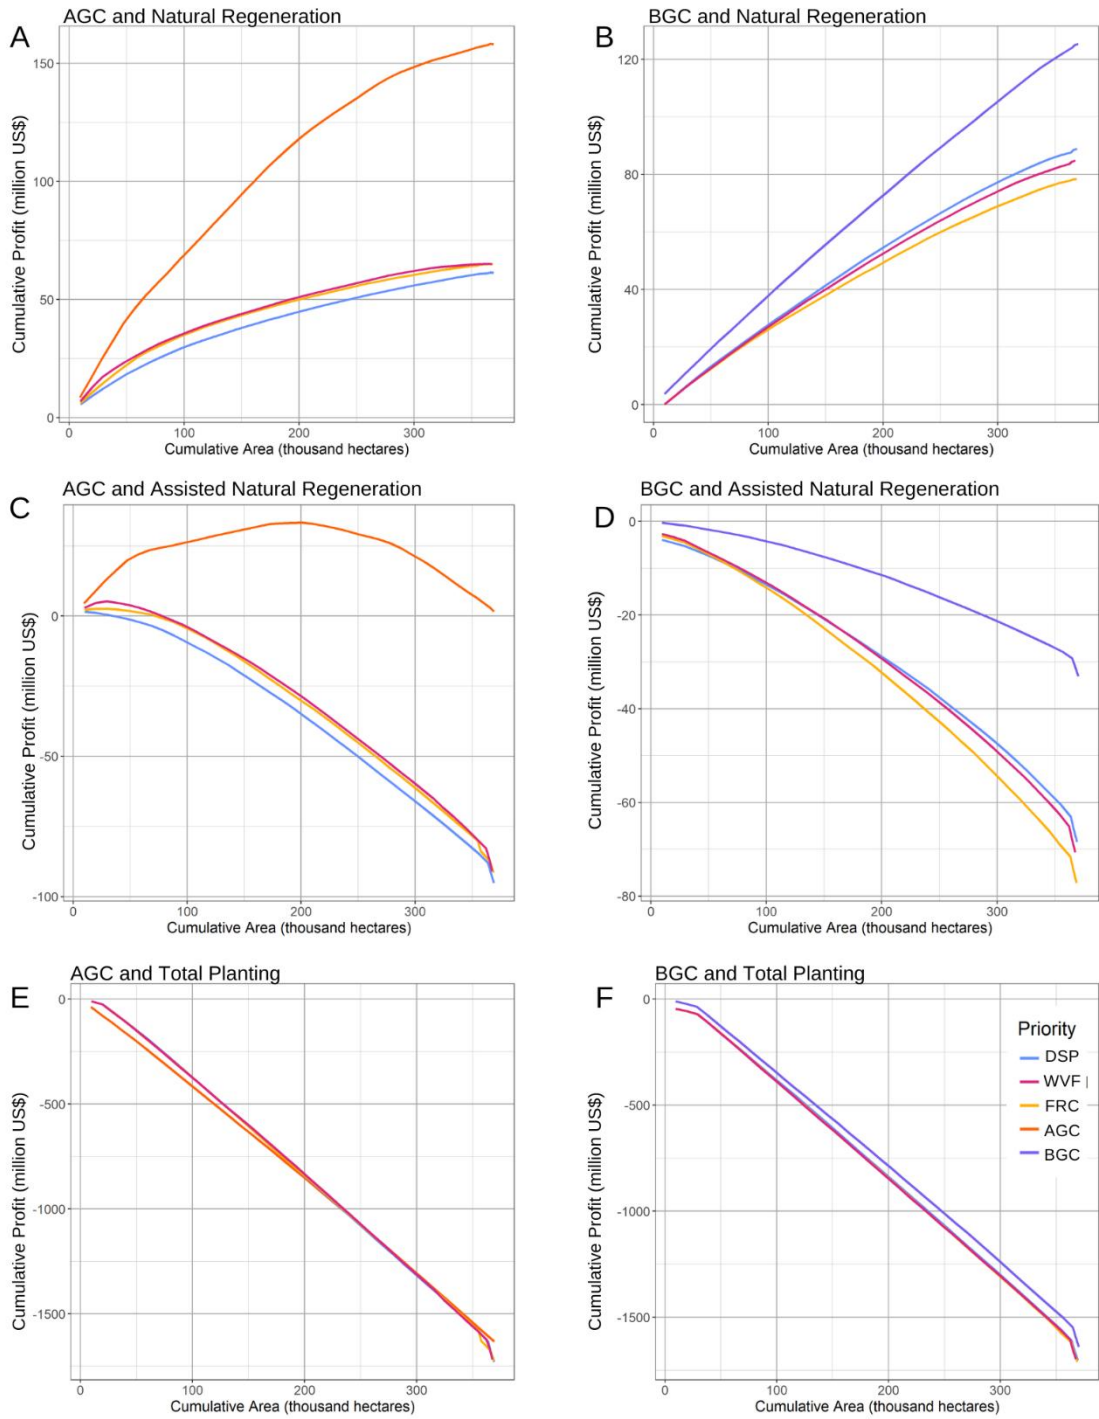 AGC and Natural Regeneration
A
Cumulative Profit (million US$)
150
100
50
0
0 100 200 300
Cumulative Area (thousand hectares)
BGC and Natural Regeneration
B
Cumulative Profit (million US$)
120
80
40
0
0 100 200 300
Cumulative Area (thousand hectares)
AGC and Assisted Natural Regeneration
C
Cumulative Profit (million US$)
0
-50
-100
0 100 200 300
Cumulative Area (thousand hectares)
BGC and Assisted Natural Regeneration
D
Cumulative Profit (million US$)
0
-20
-40
-60
-80
0 100 200 300
Cumulative Area (thousand hectares)
AGC and Total Planting
E
Cumulative Profit (million US$)
0
-500
-1000
-1500
0 100 200 300
Cumulative Area (thousand hectares)
BGC and Total Planting
F
Cumulative Profit (million US$)
0
-500
-1000
-1500
0 100 200 300
Cumulative Area (thousand hectares)
Priority
DSP
WVF |
FRC
AGC
BGC